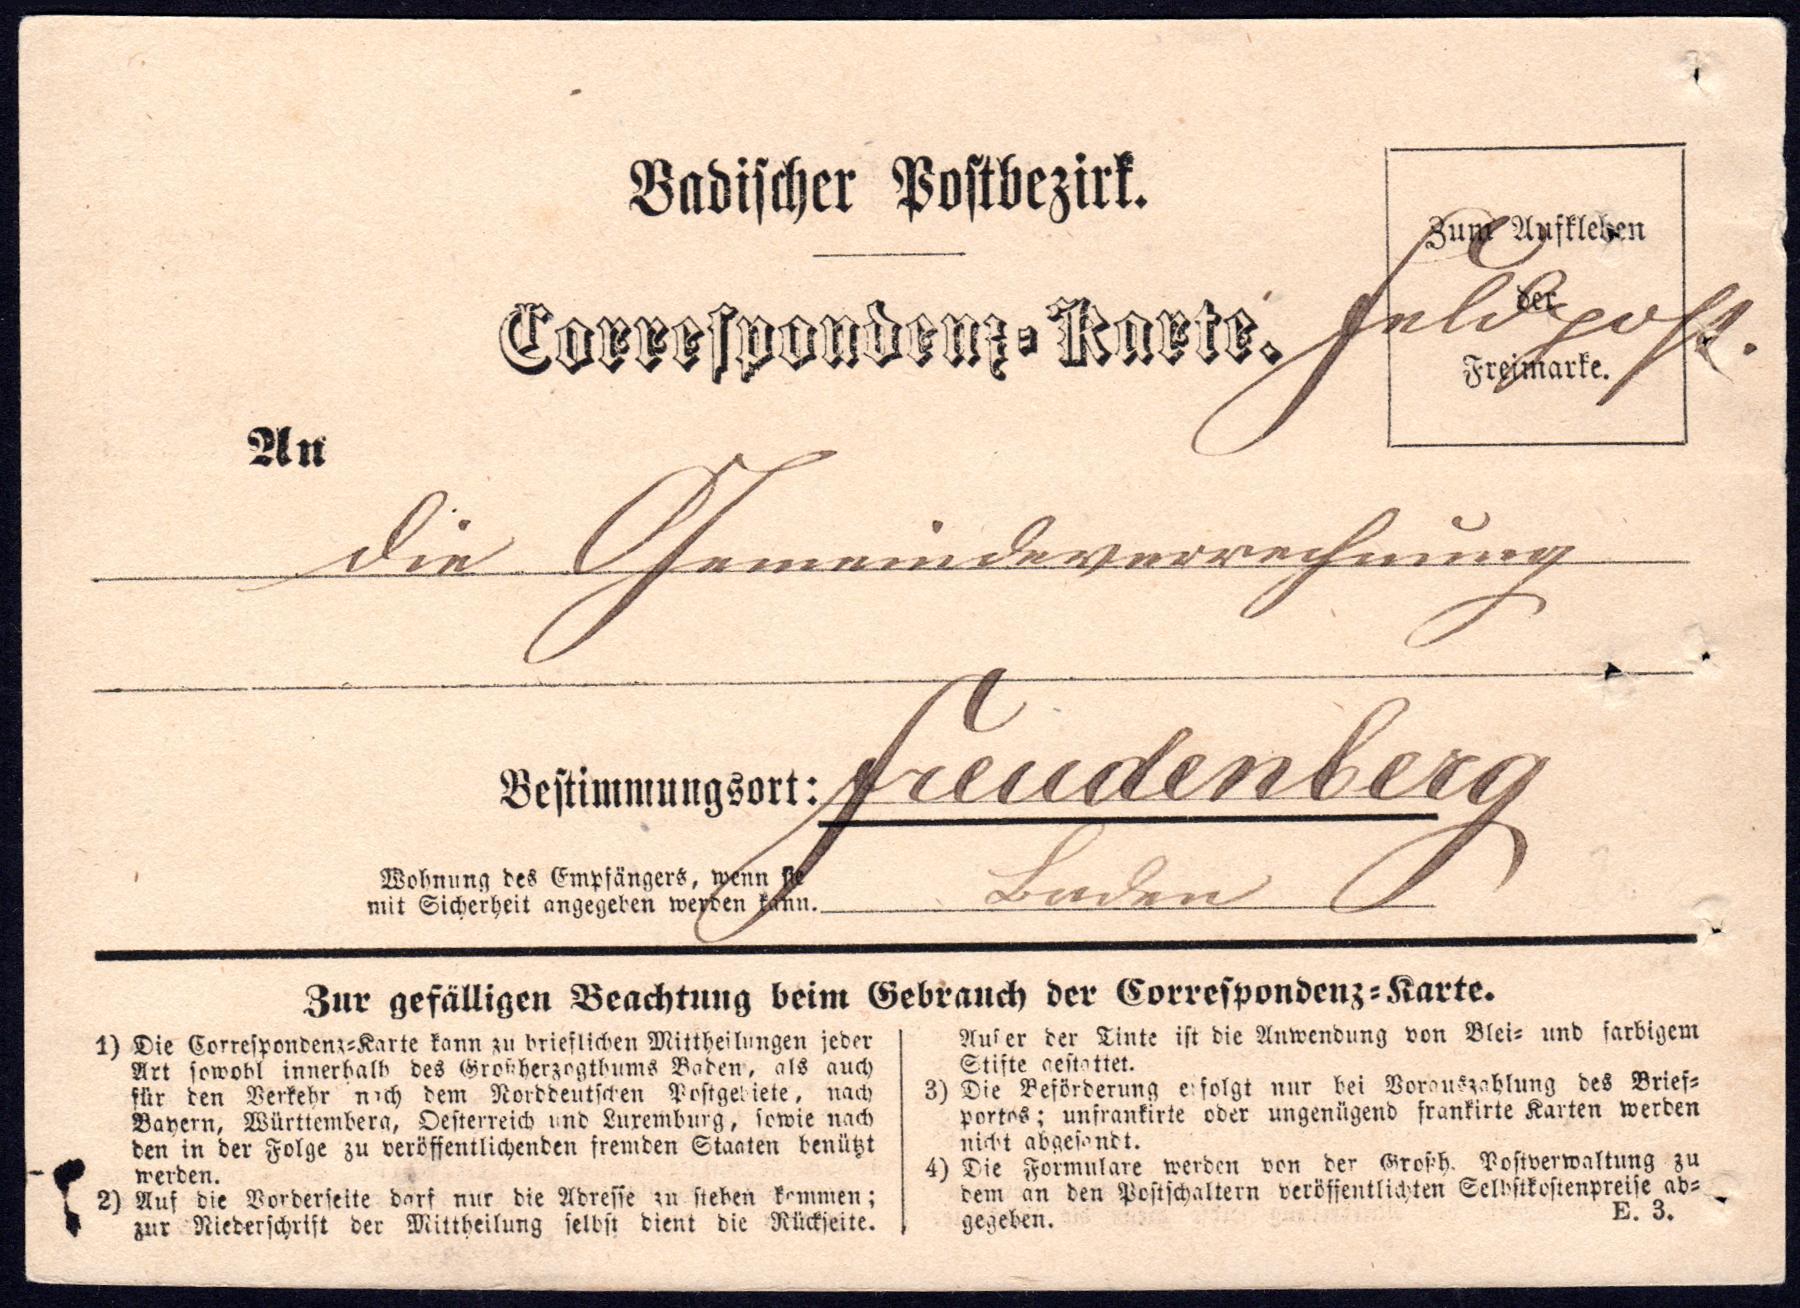 Badischer Postbezirk.
Correspondenz-Karte.
Zum Aufkleben
der
Freimarke.
Feldpost.
An
die Gemeindeverrechnung
Bestimmungsort: Freudenberg
Wohnung des Empfängers, wenn sie
mit Sicherheit angegeben werden kann. Baden
Zur gefälligen Beachtung beim Gebrauch der Correspondenz-Karte.
1) Die Correspondenz-Karte kann zu brieflichen Mittheilungen jeder
Art sowohl innerhalb des Großherzogthums Baden, als auch
für den Verkehr nach dem Norddeutschen Postgebiete, nach
Bayern, Württemberg, Oesterreich und Luxemburg, sowie nach
den in der Folge zu veröffentlichenden fremden Staaten benützt
werden.
2) Auf die Vorderseite darf nur die Adresse zu stehen kommen;
zur Niederschrift der Mittheilung selbst dient die Rückseite.
Außer der Tinte ist die Anwendung von Blei- und farbigem
Stifte gestattet.
3) Die Beförderung erfolgt nur bei Vorauszahlung des Brief-
portos; unfrankirte oder ungenügend frankirte Karten werden
nicht abgesandt.
4) Die Formulare werden von der Großh. Postverwaltung zu
dem an den Postschaltern veröffentlichten Selbstkostenpreise ab-
gegeben.
E. 3.